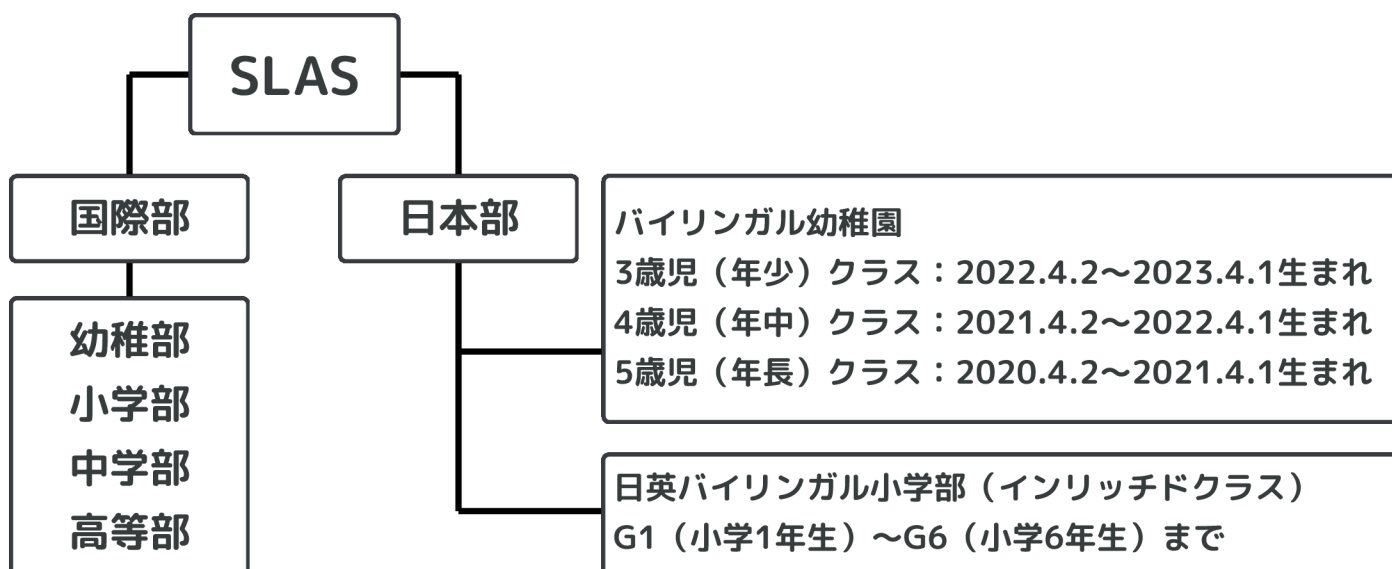 SLAS
国際部
日本部
幼稚部
小学部
中学部
高等部
バイリンガル幼稚園
3歳児（年少）クラス：2022.4.2〜2023.4.1生まれ
4歳児（年中）クラス：2021.4.2〜2022.4.1生まれ
5歳児（年長）クラス：2020.4.2〜2021.4.1生まれ
日英バイリンガル小学部（インリッチドクラス）
G1（小学1年生）〜G6（小学6年生）まで